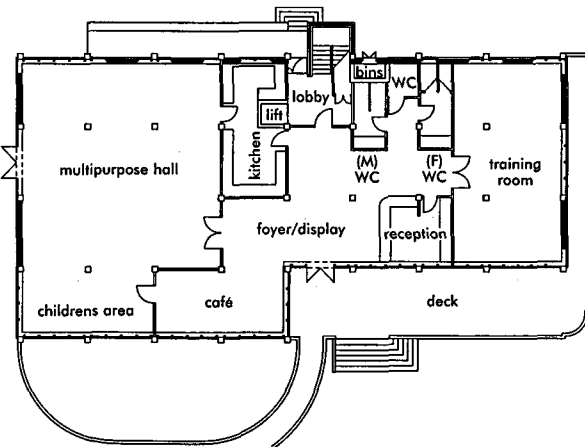 bins
WC
lobby
lift
kitchen
multipurpose hall
(M)
WC
(F)
WC
training
room
foyer/display
reception
childrens area
café
deck